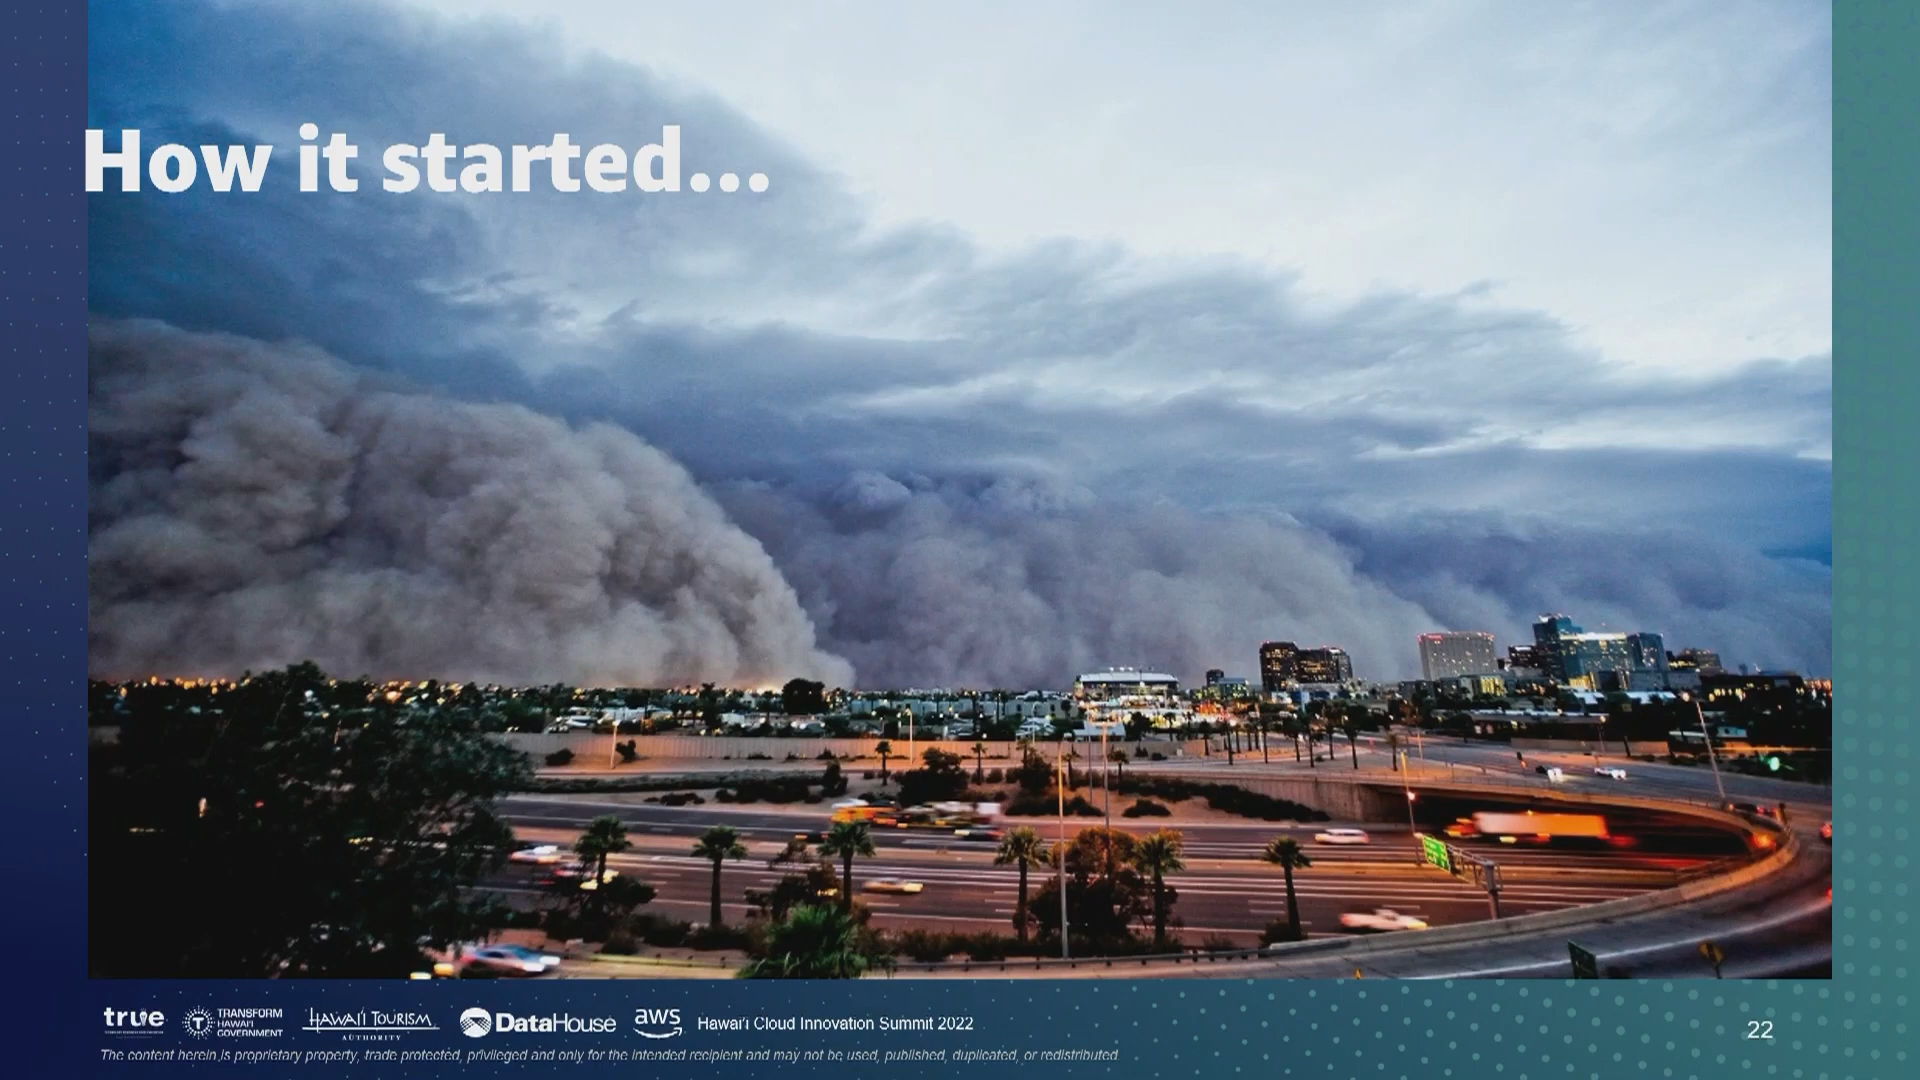 How it started...
true
TRANSFORM
HAWAI'I
GOVERNMENT
HAWAI'I TOURISM
AUTHORITY
DataHouse
aws
Hawai'i Cloud Innovation Summit 2022
22
The content herein is proprietary property, trade protected, privileged and only for the intended recipient and may not be used, published, duplicated, or redistributed